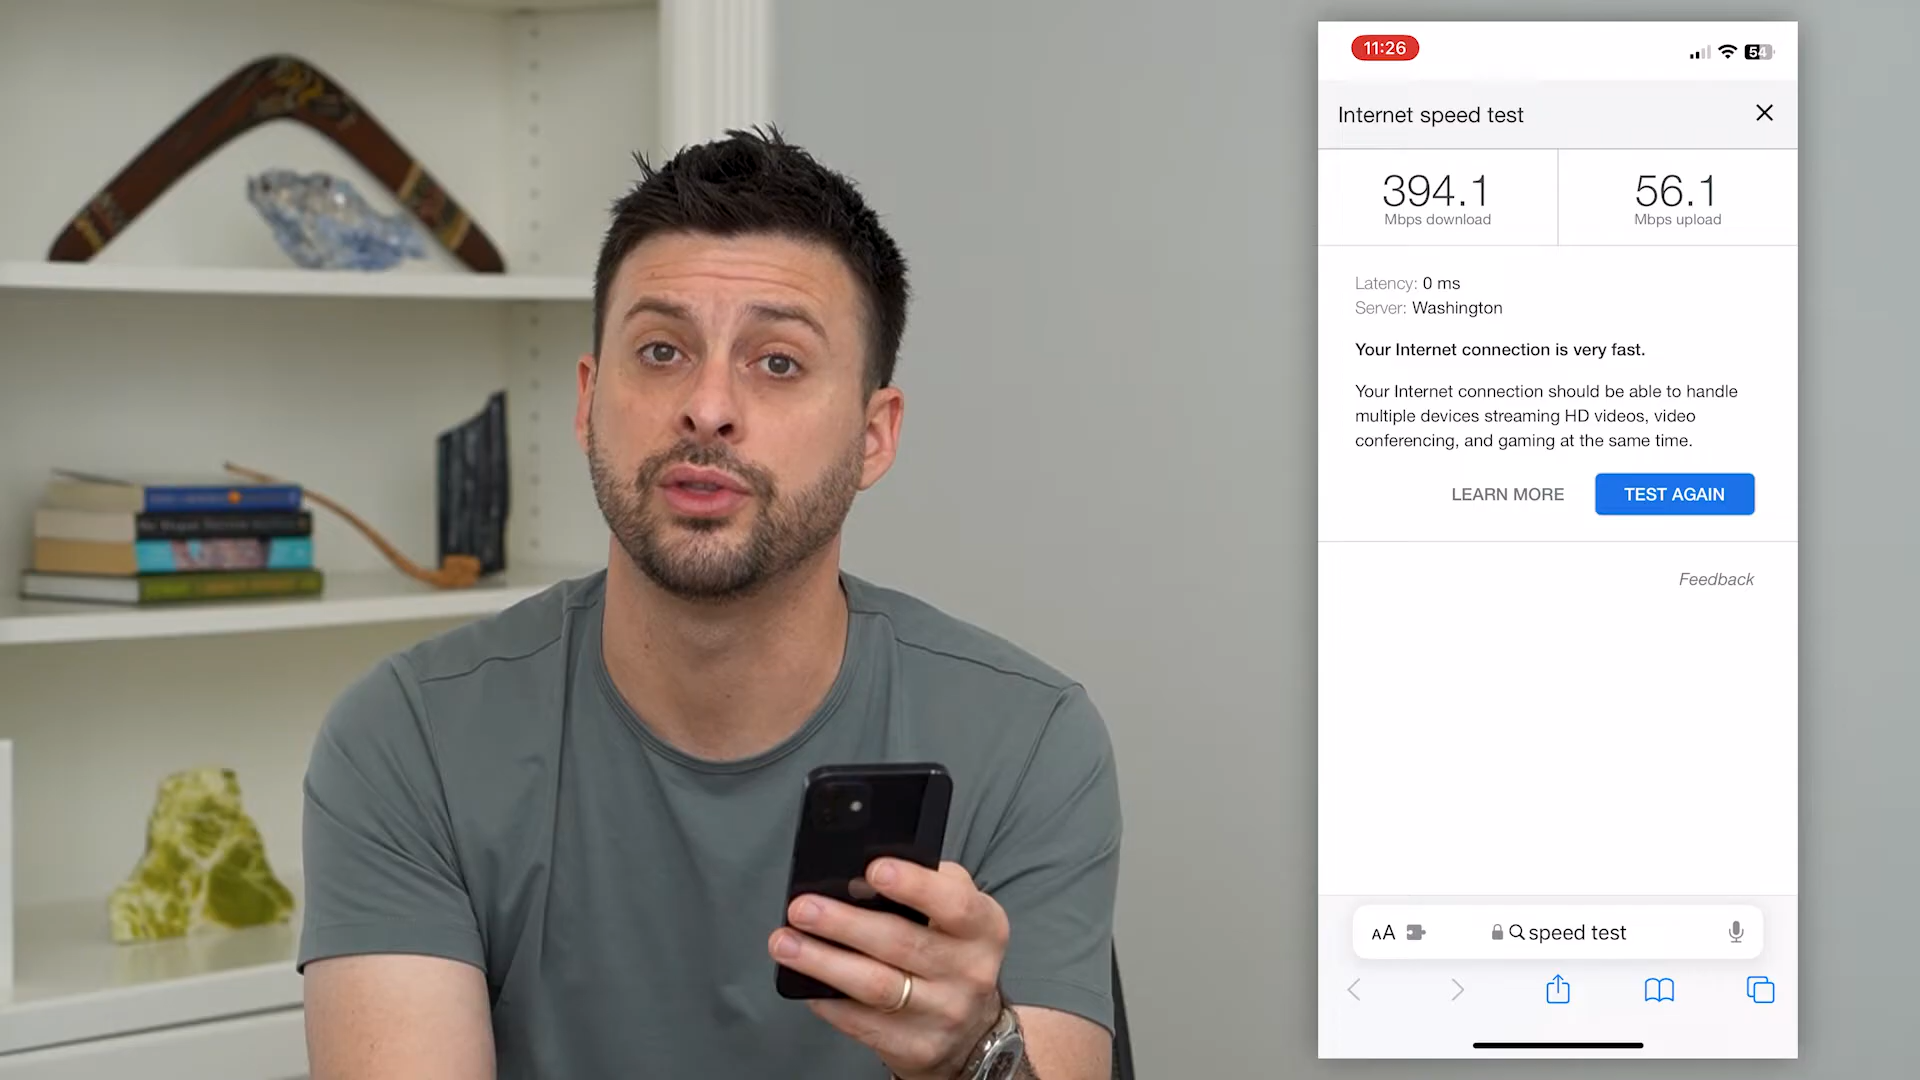 11:26
54
Internet speed test
394.1
Mbps download
56.1
Mbps upload
Latency: 0 ms
Server: Washington
Your Internet connection is very fast.
Your Internet connection should be able to handle
multiple devices streaming HD videos, video
conferencing, and gaming at the same time.
LEARN MORE
TEST AGAIN
Feedback
AA
speed test